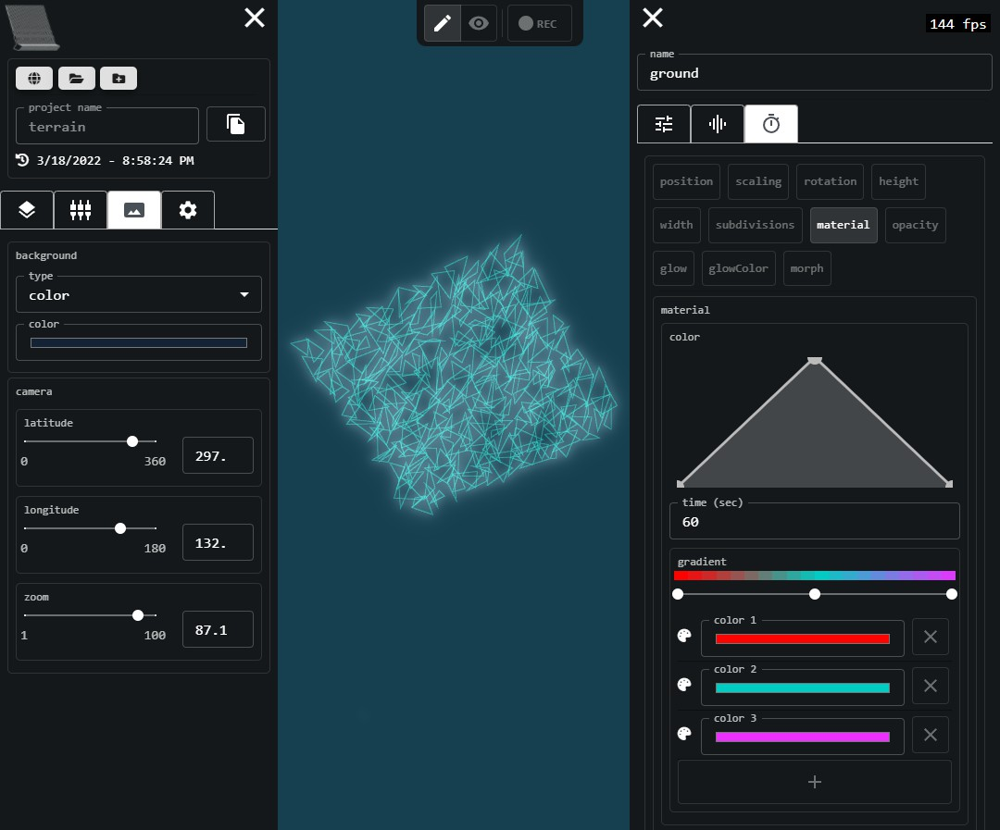 project name
terrain
3/18/2022 - 8:58:24 PM
background
type
color
color
camera
latitude
0 360
297.
longitude
0 180
132.
zoom
1 100
87.1
REC
144 fps
name
ground
position scaling rotation height
width subdivisions material opacity
glow glowColor morph
material
color
time (sec)
60
gradient
color 1
color 2
color 3